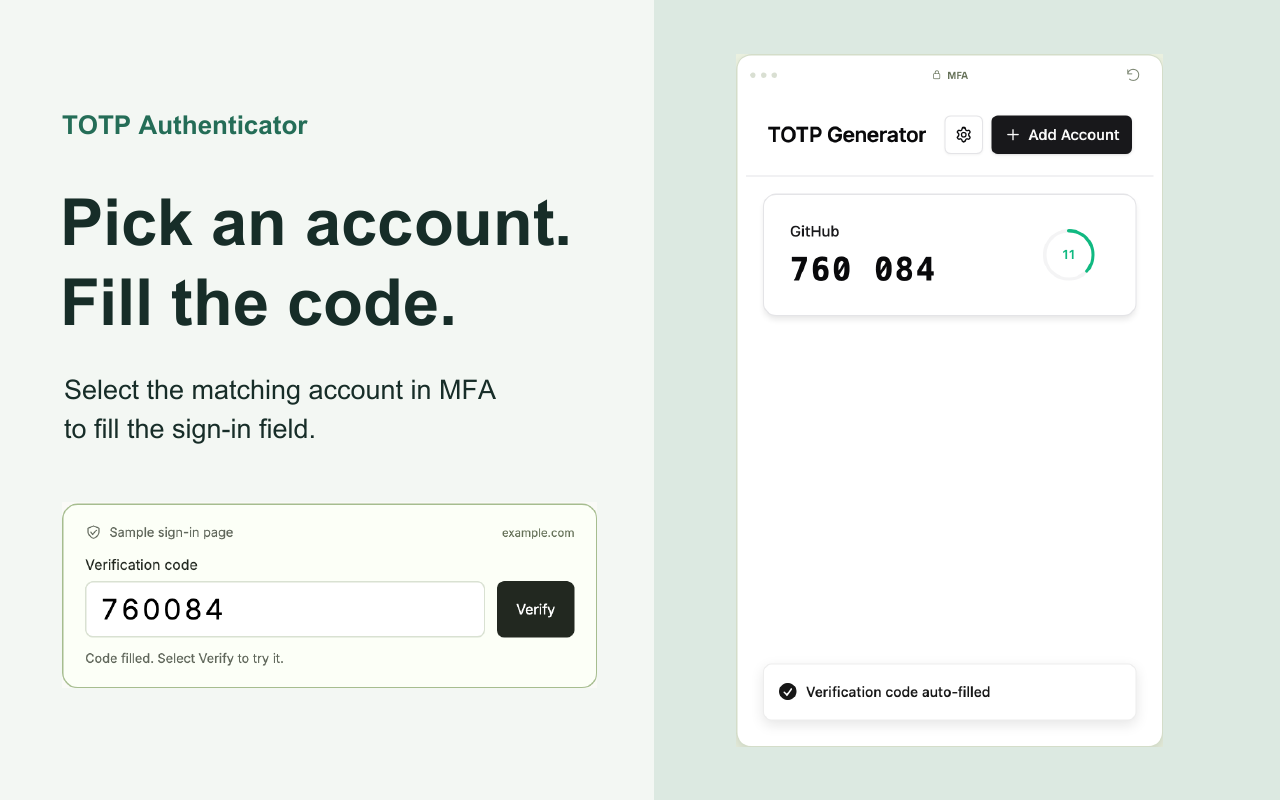 TOTP Authenticator
Pick an account.
Fill the code.
Select the matching account in MFA
to fill the sign-in field.
Sample sign-in page
example.com
Verification code
760084
Verify
Code filled. Select Verify to try it.
MFA
TOTP Generator
Add Account
GitHub
760 084
11
Verification code auto-filled